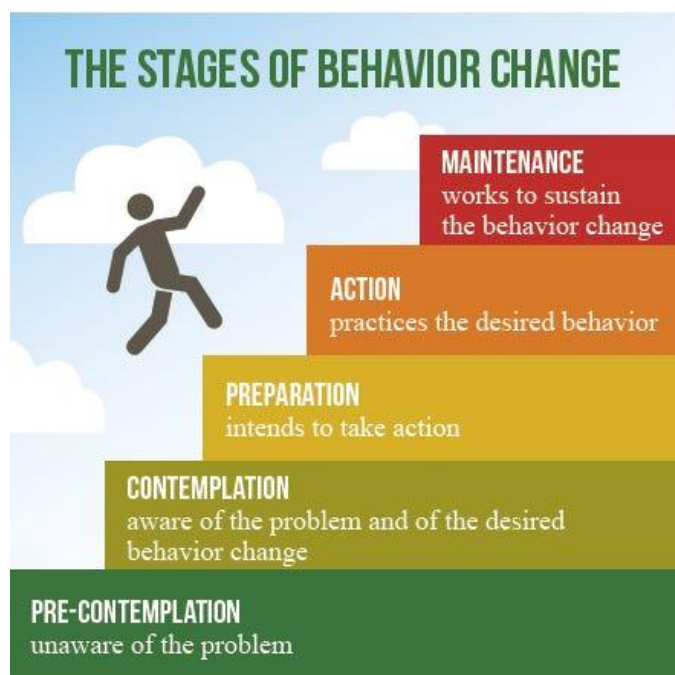 THE STAGES OF BEHAVIOR CHANGE
MAINTENANCE
works to sustain
the behavior change
ACTION
practices the desired behavior
PREPARATION
intends to take action
CONTEMPLATION
aware of the problem and of the desired
behavior change
PRE-CONTEMPLATION
unaware of the problem